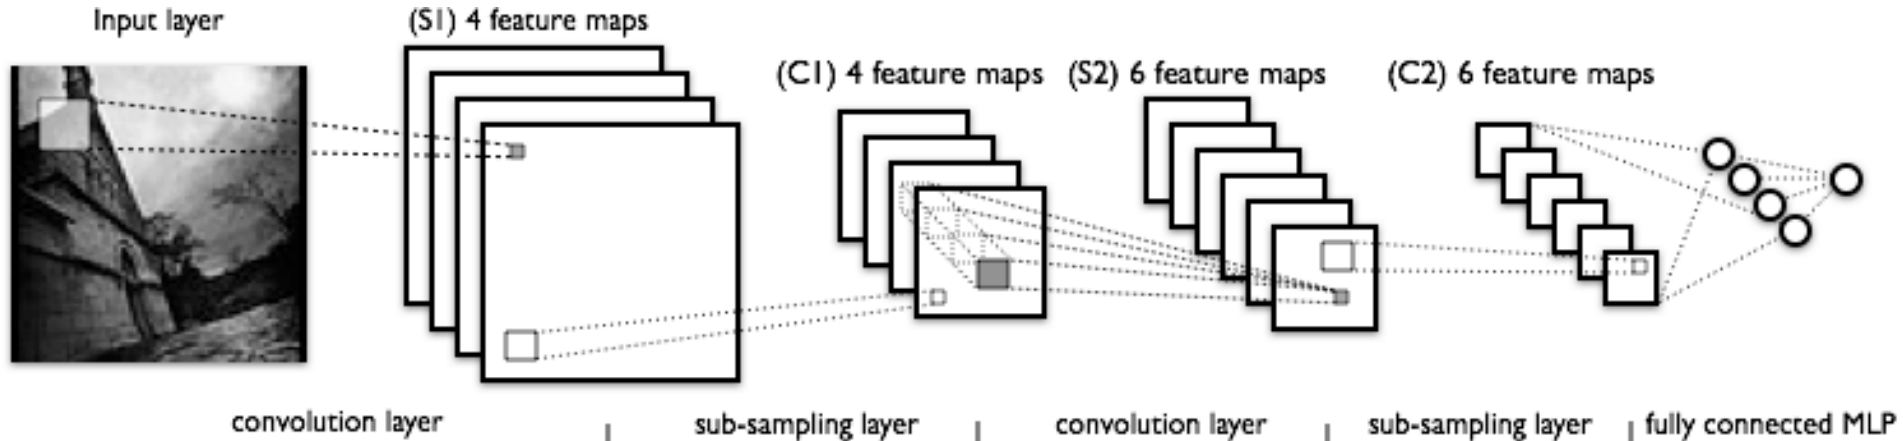 Input layer
(S1) 4 feature maps
(C1) 4 feature maps
(S2) 6 feature maps
(C2) 6 feature maps
convolution layer
sub-sampling layer
convolution layer
sub-sampling layer
fully connected MLP